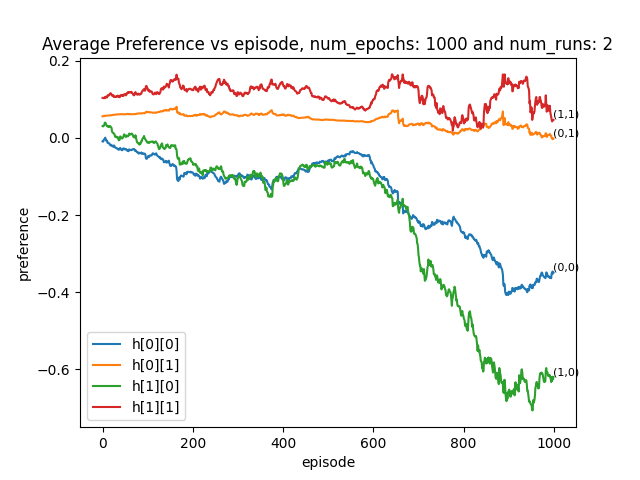 Average Preference vs episode, num_epochs: 1000 and num_runs: 2
preference
0.2
0.0
−0.2
−0.4
−0.6
(1,1)
(0,1)
(0,0)
(1,0)
h[0][0]
h[0][1]
h[1][0]
h[1][1]
0
200
400
600
800
1000
episode